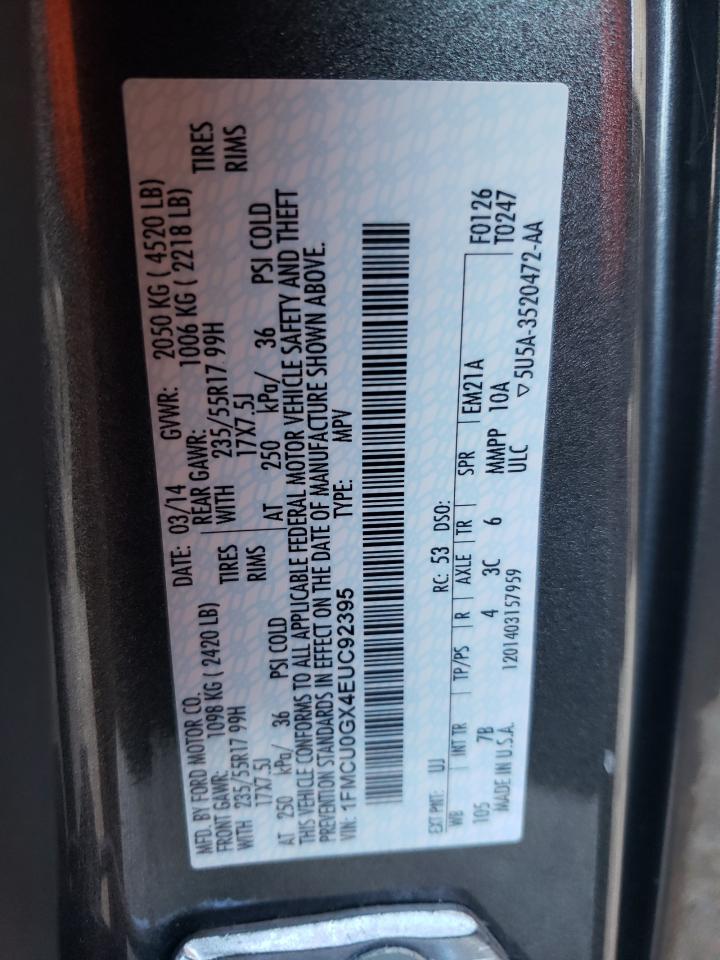 MFD. BY FORD MOTOR CO.
DATE: 03/14 GVWR: 2050 KG ( 4520 LB)
FRONT GAWR: 1098 KG ( 2420 LB) REAR GAWR: 1006 KG ( 2218 LB)
WITH 235/55R17 99H TIRES WITH 235/55R17 99H TIRES
17X7.5J RIMS 17X7.5J RIMS
AT 250 kPa/ 36 PSI COLD AT 250 kPa/ 36 PSI COLD
THIS VEHICLE CONFORMS TO ALL APPLICABLE FEDERAL MOTOR VEHICLE SAFETY AND THEFT
PREVENTION STANDARDS IN EFFECT ON THE DATE OF MANUFACTURE SHOWN ABOVE.
VIN: 1FMCU0GX4EUC92395 TYPE: MPV
EXT PNT: UJ RC: 53 DSO: F0126
WB INT TR TP/PS R AXLE TR SPR EM21A T0247
105 7B 4 3C 6 MMPP 10A
MADE IN U.S.A. 1201403157959 ULC ▽5U5A-3520472-AA